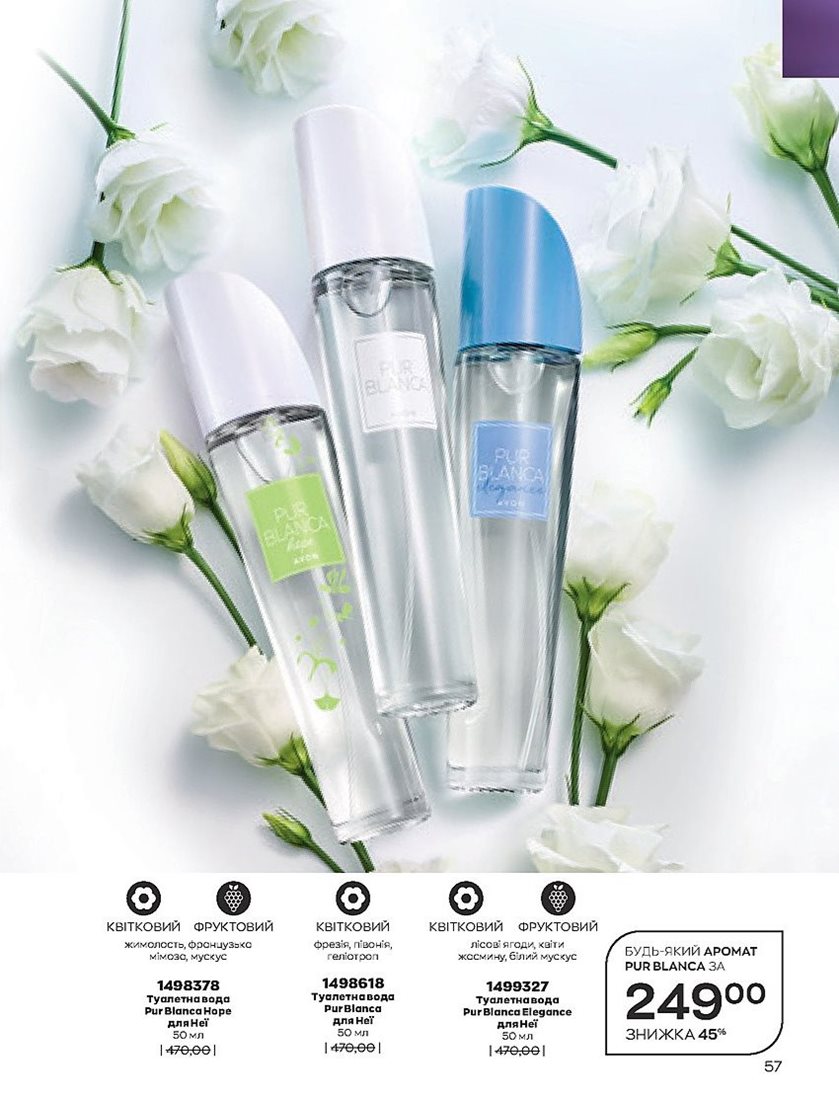 PUR
BLANCA
AVON
PUR
BLANCA
elegance
AVON
PUR
BLANCA
hope
AVON
КВІТКОВИЙ ФРУКТОВИЙ
жимолость, французька
мімоза, мускус
1498378
Туалетна вода
Pur Blanca Hope
для Неї
50 мл
| 470,00 |
КВІТКОВИЙ
фрезія, півонія,
геліотроп
1498618
Туалетна вода
Pur Blanca
для Неї
50 мл
| 470,00 |
КВІТКОВИЙ ФРУКТОВИЙ
лісові ягоди, квіти
жасмину, білий мускус
1499327
Туалетна вода
Pur Blanca Elegance
для Неї
50 мл
| 470,00 |
БУДЬ-ЯКИЙ АРОМАТ
PUR BLANCA ЗА
249⁰⁰
ЗНИЖКА 45%
57